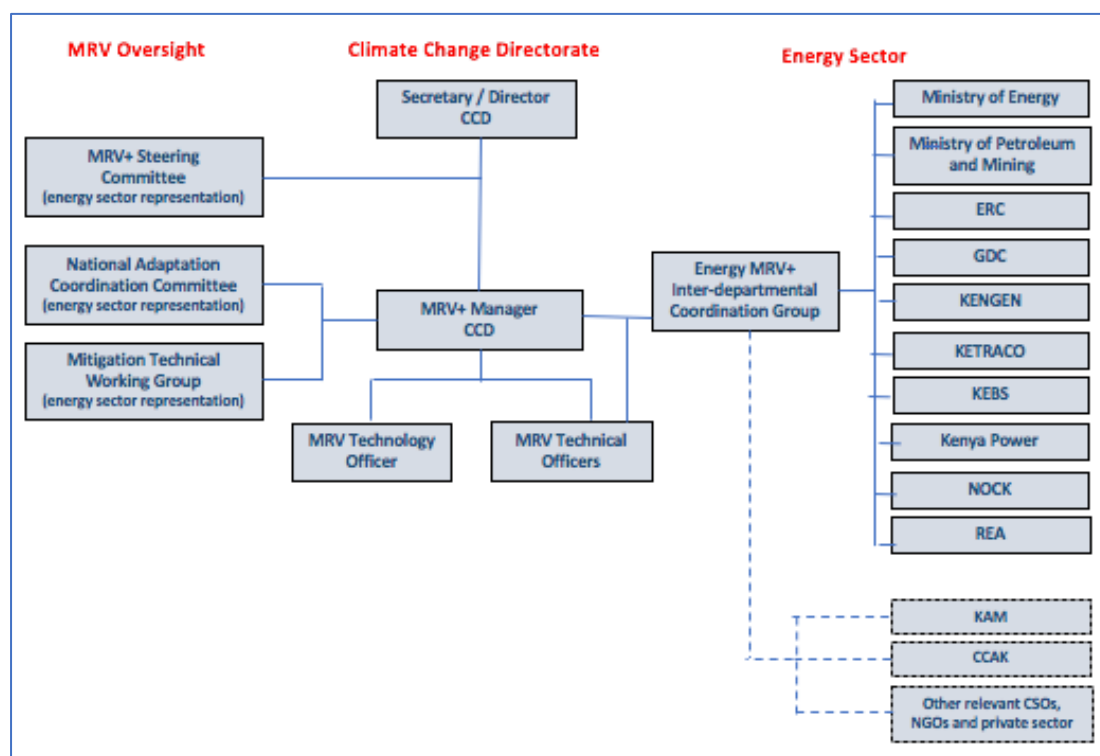 MRV Oversight
Climate Change Directorate
Energy Sector
Secretary / Director
CCD
MRV+ Steering
Committee
(energy sector representation)
National Adaptation
Coordination Committee
(energy sector representation)
Mitigation Technical
Working Group
(energy sector representation)
MRV+ Manager
CCD
MRV Technology
Officer
MRV Technical
Officers
Energy MRV+
Inter-departmental
Coordination Group
Ministry of Energy
Ministry of Petroleum
and Mining
ERC
GDC
KENGEN
KETRACO
KEBS
Kenya Power
NOCK
REA
KAM
CCAK
Other relevant CSOs,
NGOs and private sector